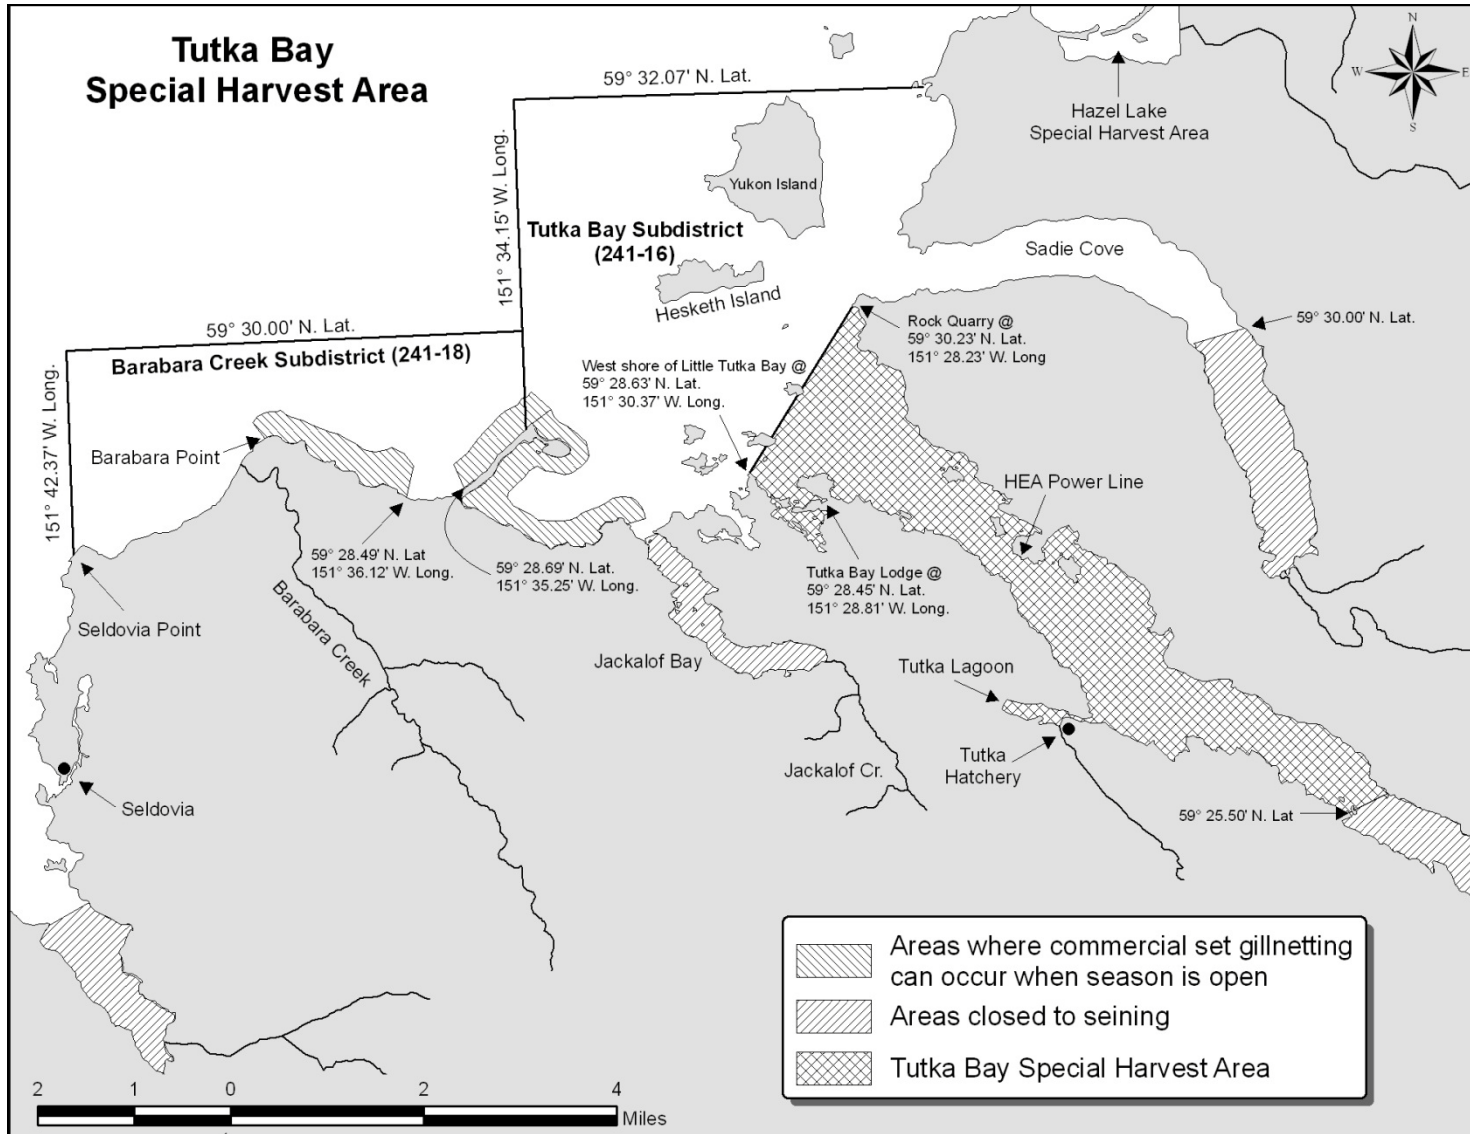 Tutka Bay
Special Harvest Area
59° 32.07' N. Lat.
N
W
E
S
Hazel Lake
Special Harvest Area
151° 34.15' W. Long.
Yukon Island
Tutka Bay Subdistrict
(241-16)
Sadie Cove
Hesketh Island
59° 30.00' N. Lat.
Barabara Creek Subdistrict (241-18)
151° 42.37' W. Long.
Rock Quarry @
59° 30.23' N. Lat.
151° 28.23' W. Long
59° 30.00' N. Lat.
West shore of Little Tutka Bay @
59° 28.63' N. Lat.
151° 30.37' W. Long.
Barabara Point
HEA Power Line
59° 28.49' N. Lat
151° 36.12' W. Long.
59° 28.69' N. Lat.
151° 35.25' W. Long.
Tutka Bay Lodge @
59° 28.45' N. Lat.
151° 28.81' W. Long.
Seldovia Point
Barabara Creek
Jackalof Bay
Tutka Lagoon
Tutka
Hatchery
Jackalof Cr.
Seldovia
59° 25.50' N. Lat
Areas where commercial set gillnetting
can occur when season is open
Areas closed to seining
Tutka Bay Special Harvest Area
2 1 0 2 4
Miles